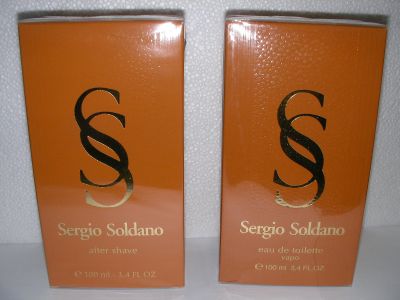 SS
Sergio Soldano
after shave
℮ 100 ml - 3,4 FL.OZ
SS
Sergio Soldano
eau de toilette
vapo
℮ 100 ml 3,4 FL.OZ